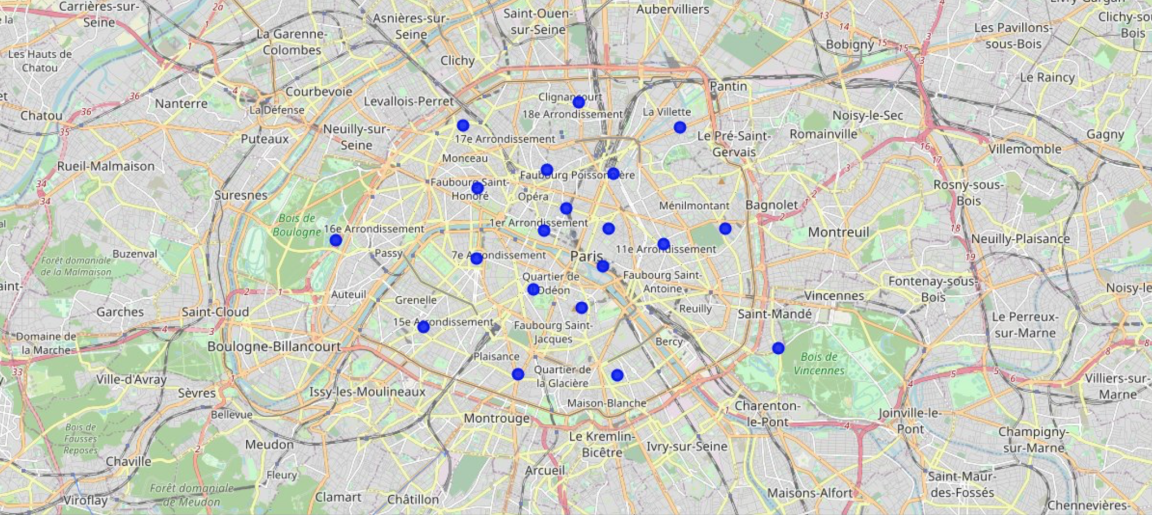 Carrières-sur-
Seine
La Garenne-
Colombes
Asnières-sur-
Seine
Saint-Ouen-
sur-Seine
Aubervilliers
Bobigny
Les Pavillons-
sous-Bois
Clichy-sous-
Bois
Les Hauts de
Chatou
Clichy
Le Raincy
Nanterre
Courbevoie
La Défense
Levallois-Perret
Clignancourt
18e Arrondissement
La Villette
Pantin
Noisy-le-Sec
Chatou
Puteaux
Neuilly-sur-
Seine
17e Arrondissement
Le Pré-Saint-
Gervais
Romainville
Villemomble
Gagny
Rueil-Malmaison
Suresnes
Monceau
Faubourg Saint-
Honoré
Opéra
Faubourg Poissonnière
Ménilmontant
Bagnolet
Rosny-sous-
Bois
Bois de
Boulogne
16e Arrondissement
1er Arrondissement
Montreuil
Neuilly-Plaisance
Buzenval
Forêt domaniale
de la Malmaison
Passy
7e Arrondissement
Paris
11e Arrondissement
Quartier de
Odéon
Faubourg Saint-
Antoine
Reuilly
Vincennes
Fontenay-sous-
Bois
Garches
Saint-Cloud
Auteuil
Grenelle
15e Arrondissement
Faubourg Saint-
Jacques
Saint-Mandé
Le Perreux-
sur-Marne
Domaine de
la Marche
Boulogne-Billancourt
Bercy
Plaisance
Quartier de
la Glacière
Bois de
Vincennes
Ville-d'Avray
Sèvres
Issy-les-Moulineaux
Maison-Blanche
Villiers-sur-
Marne
Bellevue
Montrouge
Charenton-
le-Pont
Joinville-le-
Pont
Bois de
Fausses
Reposes
Meudon
Le Kremlin-
Bicêtre
Ivry-sur-Seine
Champigny-
sur-Marne
Chaville
Fleury
Arcueil
Viroflay
Forêt domaniale
de Meudon
Clamart
Châtillon
Maisons-Alfort
Saint-Maur-
des-Fossés
Chennevières-